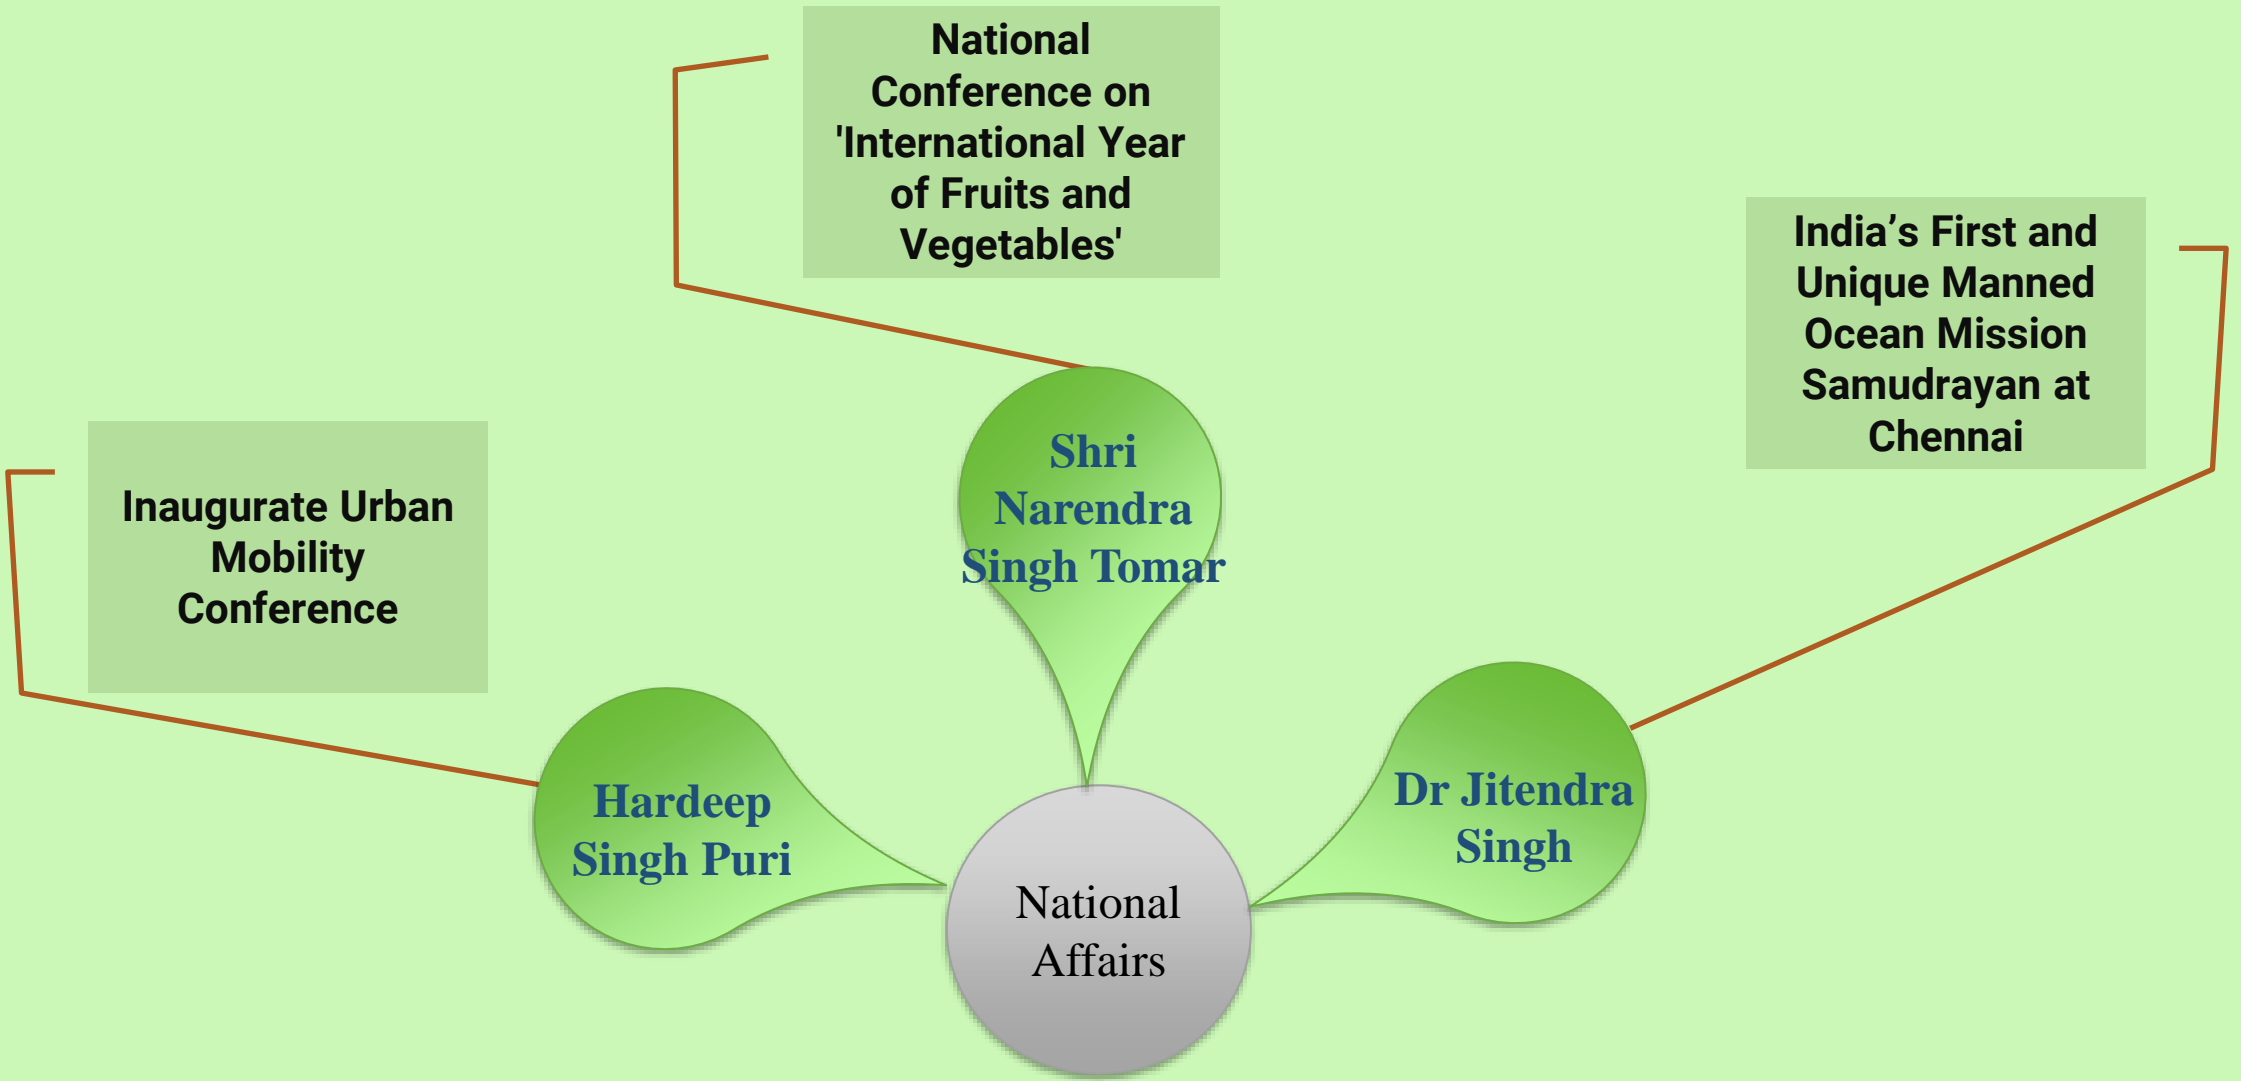 National
Conference on
'International Year
of Fruits and
Vegetables'
India’s First and
Unique Manned
Ocean Mission
Samudrayan at
Chennai
Inaugurate Urban
Mobility
Conference
Shri
Narendra
Singh Tomar
Hardeep
Singh Puri
Dr Jitendra
Singh
National
Affairs